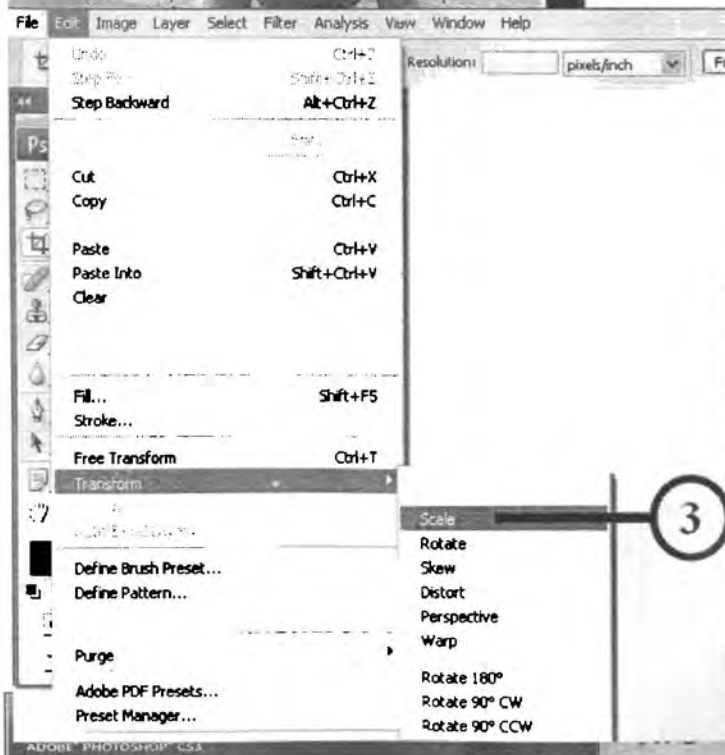 File Edit Image Layer Select Filter Analysis View Window Help
Undo Ctrl+Z
Resolution: pixels/inch
Step Backward Alt+Ctrl+Z
Ps
Cut Ctrl+X
Copy Ctrl+C
Paste Ctrl+V
Paste Into Shift+Ctrl+V
Clear
Fill... Shift+F5
Stroke...
Free Transform Ctrl+T
Transform
Scale
3
Rotate
Skew
Distort
Perspective
Warp
Rotate 180°
Rotate 90° CW
Rotate 90° CCW
Define Brush Preset...
Define Pattern...
Purge
Adobe PDF Presets...
Preset Manager...
ADOBE PHOTOSHOP CS3